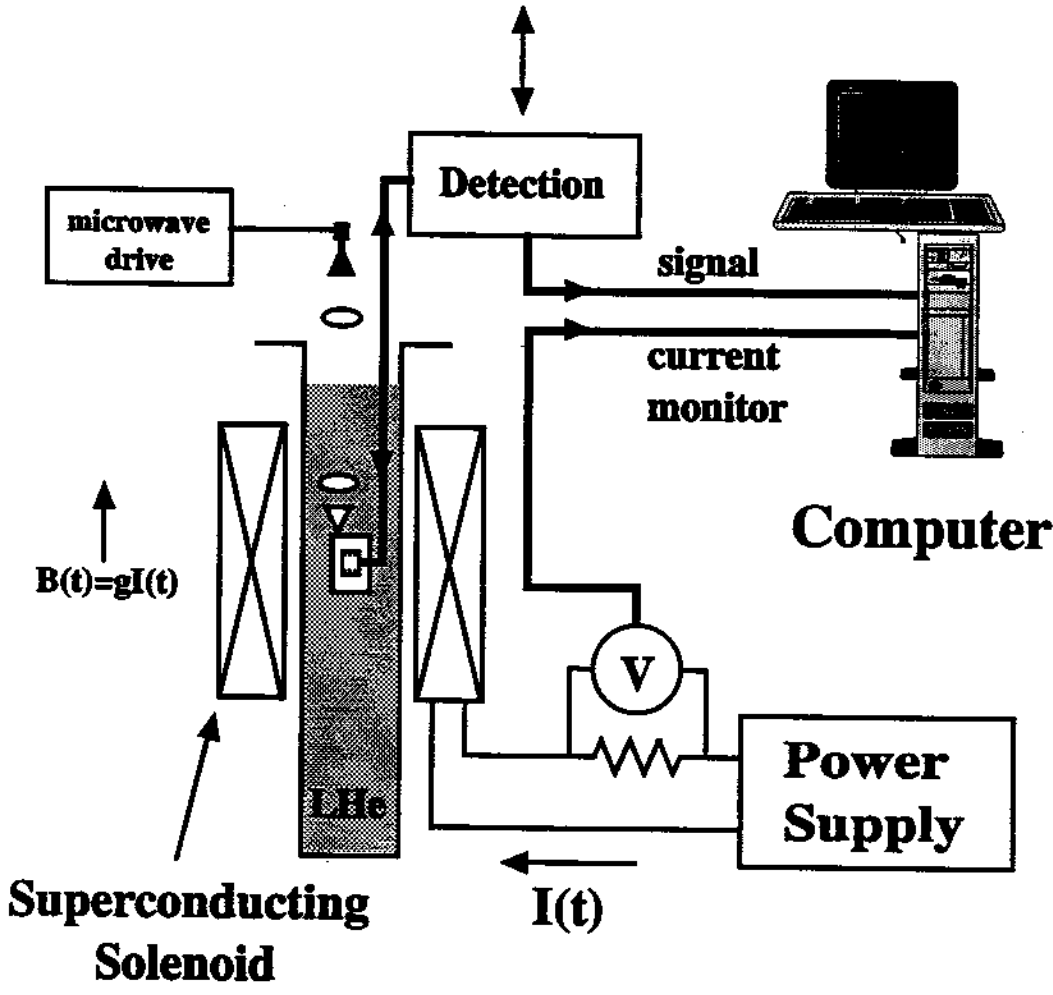 Detection
microwave
drive
signal
current
monitor
Computer
B(t)=gI(t)
V
Power
Supply
LHe
I(t)
Superconducting
Solenoid